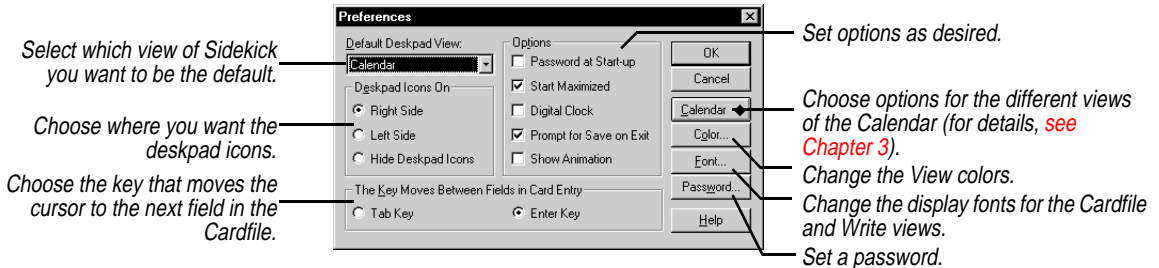 Preferences
Select which view of Sidekick
you want to be the default.
Choose where you want the
deskpad icons.
Choose the key that moves the
cursor to the next field in the
Cardfile.
Default Deskpad View:
Calendar
Deskpad Icons On
Right Side
Left Side
Hide Deskpad Icons
Options
Password at Start-up
Start Maximized
Digital Clock
Prompt for Save on Exit
Show Animation
The Key Moves Between Fields in Card Entry
Tab Key
Enter Key
OK
Cancel
Calendar
Color...
Font...
Password...
Help
Set options as desired.
Choose options for the different views
of the Calendar (for details, see
Chapter 3).
Change the View colors.
Change the display fonts for the Cardfile
and Write views.
Set a password.